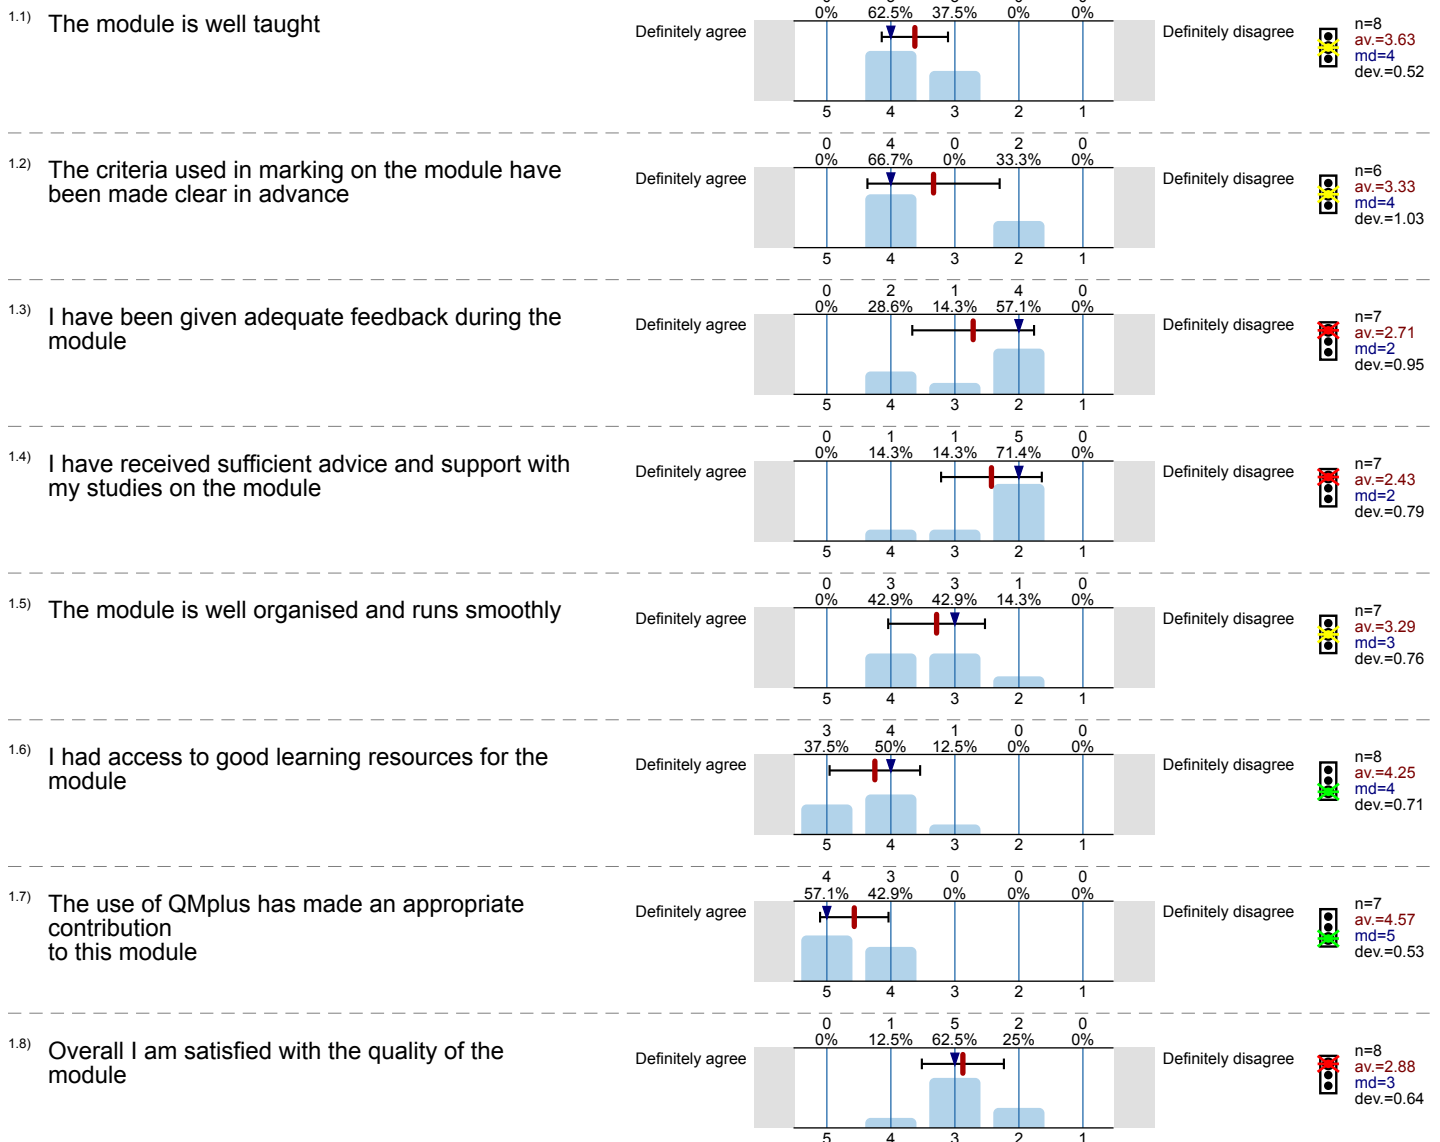 0% 62.5% 37.5% 0% 0%
1.1) The module is well taught
Definitely agree
Definitely disagree
n=8
av.=3.63
md=4
dev.=0.52
5 4 3 2 1
0 4 0 2 0
0% 66.7% 0% 33.3% 0%
1.2) The criteria used in marking on the module have
been made clear in advance
Definitely agree
Definitely disagree
n=6
av.=3.33
md=4
dev.=1.03
5 4 3 2 1
0 2 1 4 0
0% 28.6% 14.3% 57.1% 0%
1.3) I have been given adequate feedback during the
module
Definitely agree
Definitely disagree
n=7
av.=2.71
md=2
dev.=0.95
5 4 3 2 1
0 1 1 5 0
0% 14.3% 14.3% 71.4% 0%
1.4) I have received sufficient advice and support with
my studies on the module
Definitely agree
Definitely disagree
n=7
av.=2.43
md=2
dev.=0.79
5 4 3 2 1
0 3 3 1 0
0% 42.9% 42.9% 14.3% 0%
1.5) The module is well organised and runs smoothly
Definitely agree
Definitely disagree
n=7
av.=3.29
md=3
dev.=0.76
5 4 3 2 1
3 4 1 0 0
37.5% 50% 12.5% 0% 0%
1.6) I had access to good learning resources for the
module
Definitely agree
Definitely disagree
n=8
av.=4.25
md=4
dev.=0.71
5 4 3 2 1
4 3 0 0 0
57.1% 42.9% 0% 0% 0%
1.7) The use of QMplus has made an appropriate
contribution
to this module
Definitely agree
Definitely disagree
n=7
av.=4.57
md=5
dev.=0.53
5 4 3 2 1
0 1 5 2 0
0% 12.5% 62.5% 25% 0%
1.8) Overall I am satisfied with the quality of the
module
Definitely agree
Definitely disagree
n=8
av.=2.88
md=3
dev.=0.64
5 4 3 2 1